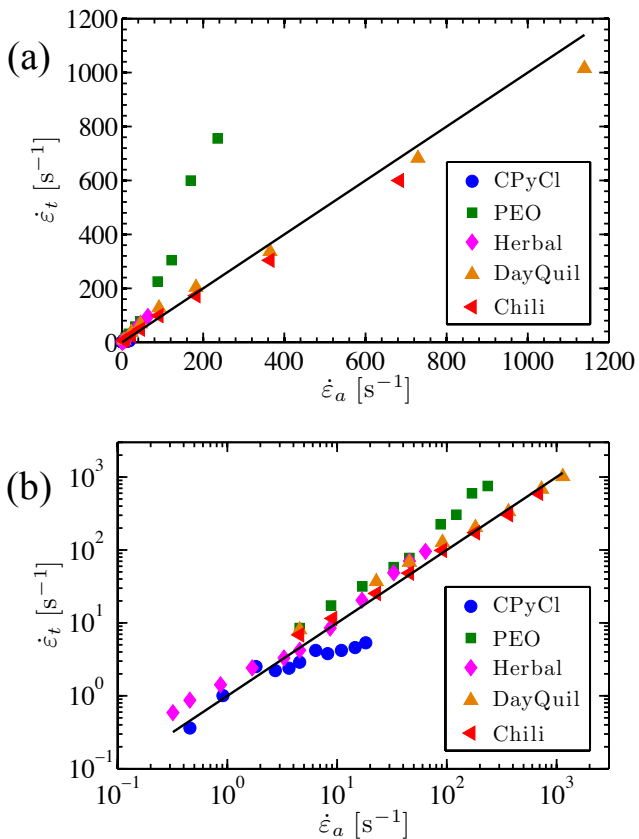 (a)
1200
1000
800
600
400
200
0
ε̇ₜ [s⁻¹]
CPyCl
PEO
Herbal
DayQuil
Chili
0 200 400 600 800 1000 1200
ε̇ₐ [s⁻¹]
(b)
10³
10²
10¹
10⁰
10⁻¹
ε̇ₜ [s⁻¹]
CPyCl
PEO
Herbal
DayQuil
Chili
10⁻¹ 10⁰ 10¹ 10² 10³
ε̇ₐ [s⁻¹]